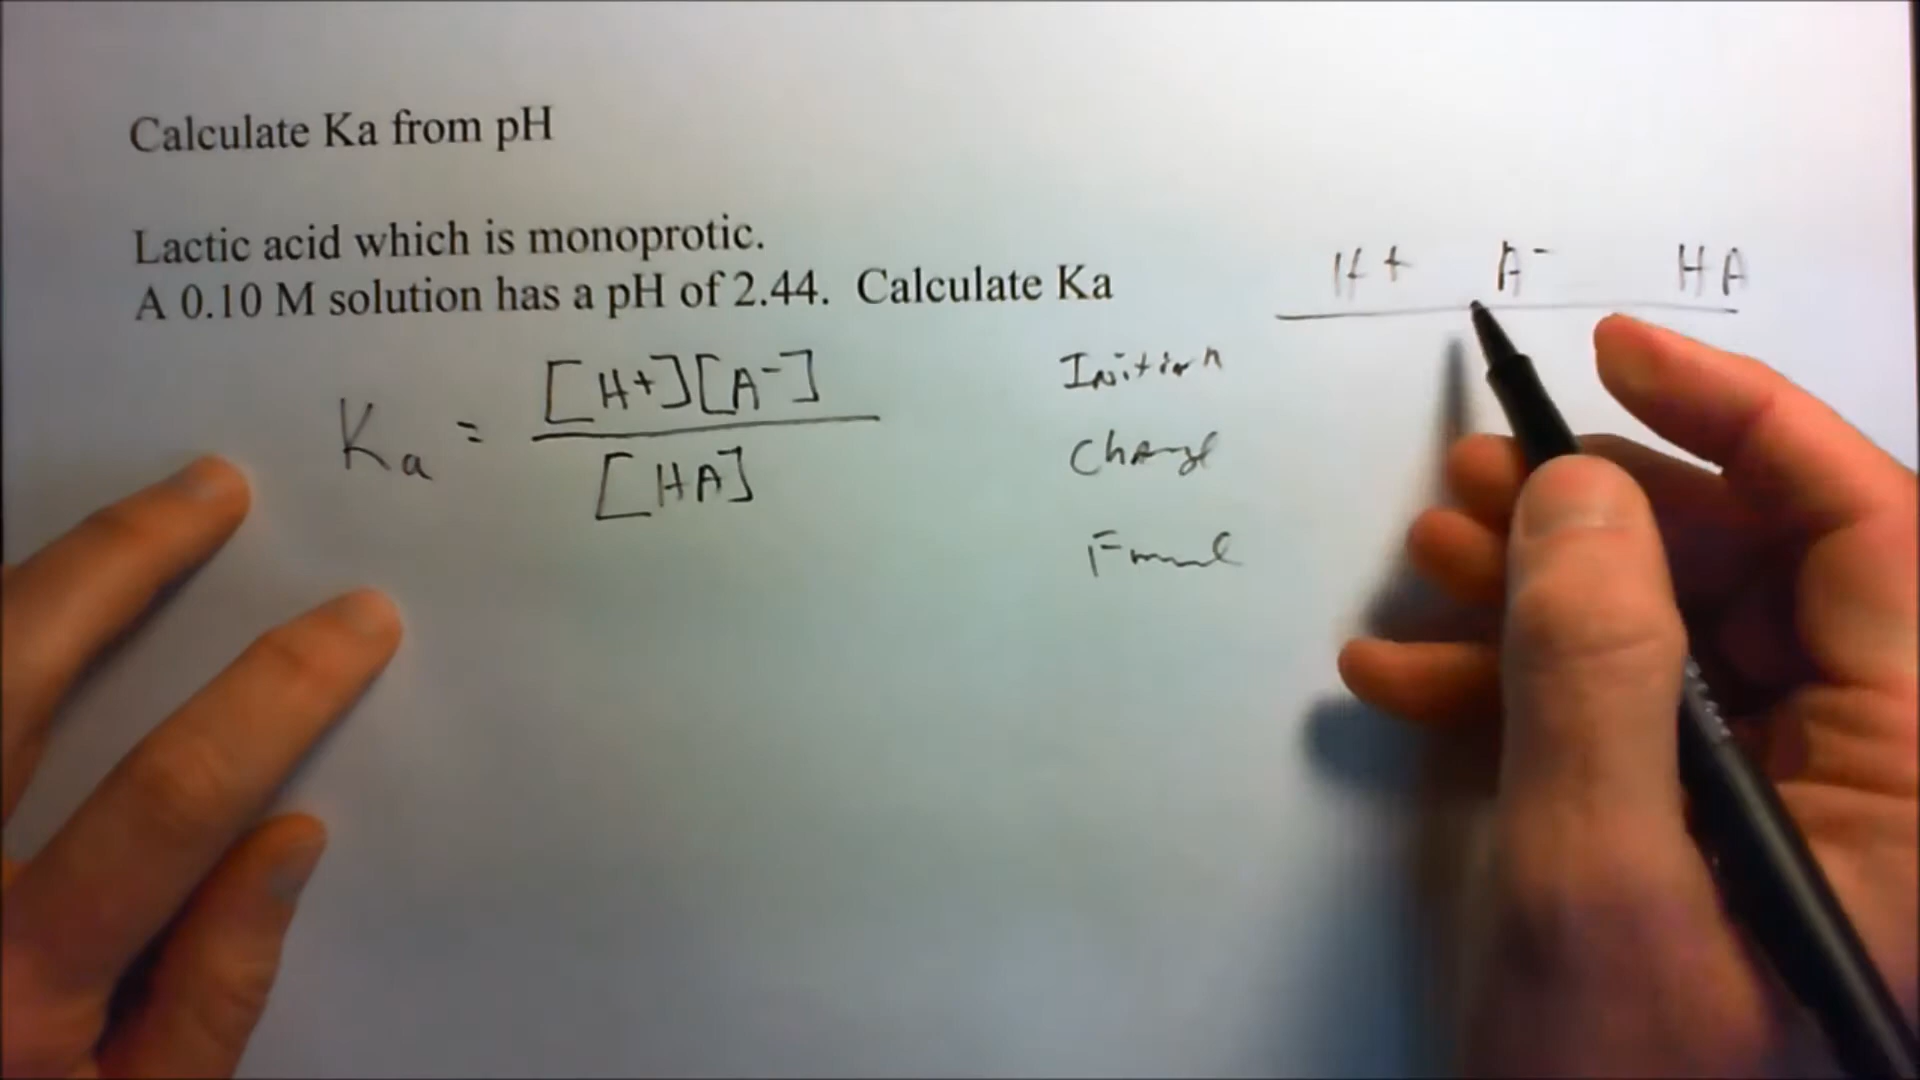 Calculate Ka from pH
Lactic acid which is monoprotic.
A 0.10 M solution has a pH of 2.44. Calculate Ka
Ka = [H+][A-]
[HA]
H+ A- HA
Initial
Change
Final